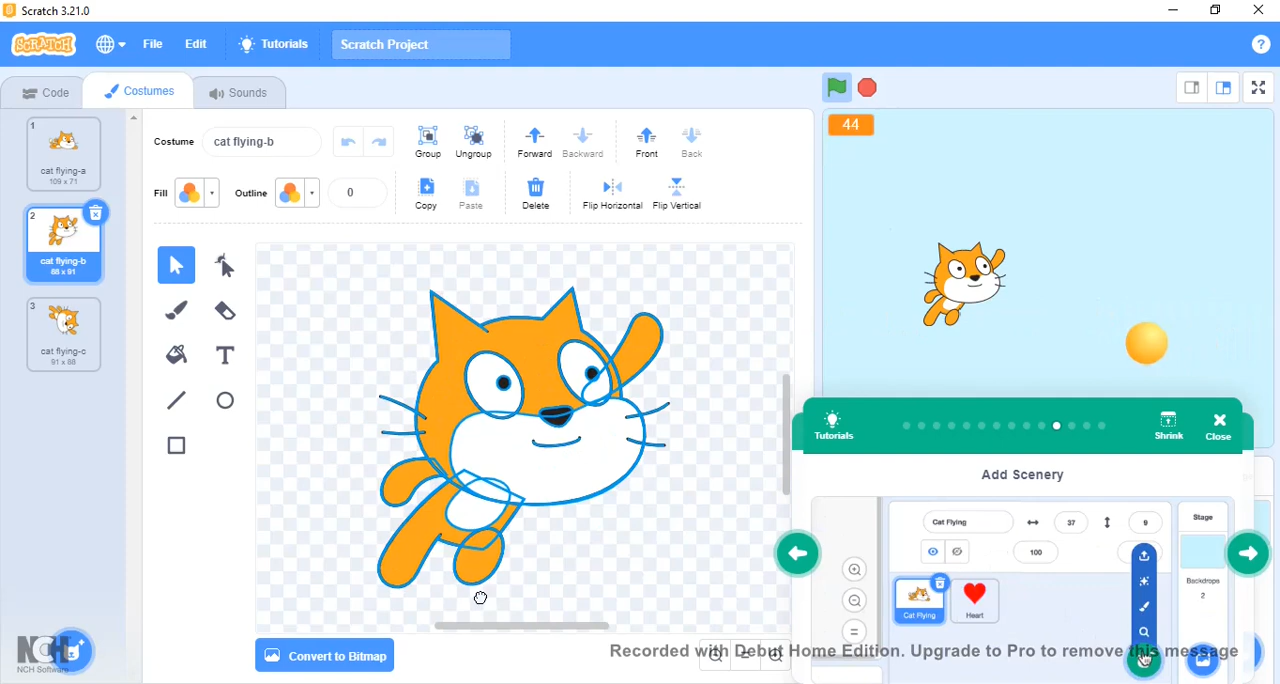 Scratch 3.21.0
SCRATCH File Edit Tutorials Scratch Project ?
Code Costumes Sounds
1
cat flying-a
109 x 71
2
cat flying-b
86 x 91
3
cat flying-c
91 x 88
Costume cat flying-b Group Ungroup Forward Backward Front Back
Fill Outline 0 Copy Paste Delete Flip Horizontal Flip Vertical
T
Convert to Bitmap
44
Tutorials Shrink Close
Add Scenery
Cat Flying 37 9
100
Cat Flying Heart
Stage
Backdrops
2
NCH
NCH Software
Recorded with Debut Home Edition. Upgrade to Pro to remove this message